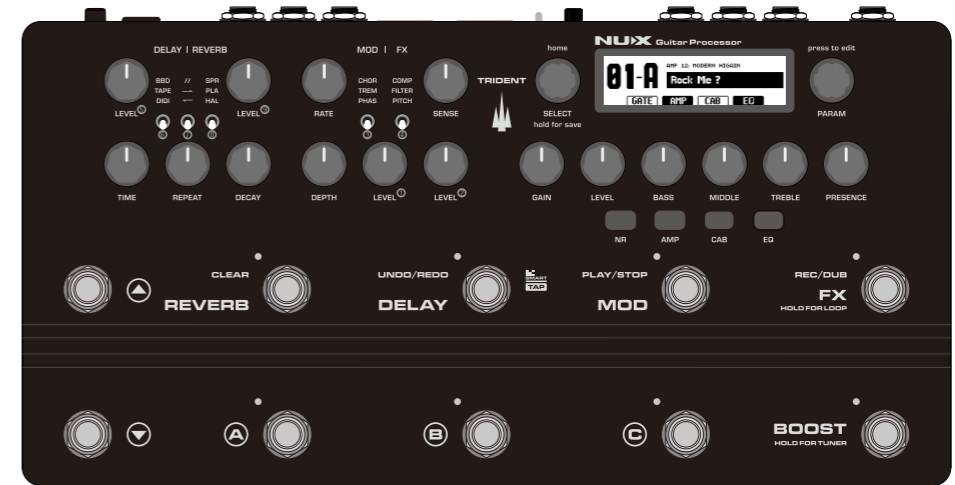 DELAY | REVERB
MOD | FX
home
NUX Guitar Processor
press to edit
BBD // SPR
TAPE → PLA
DIGI ← HAL
CHOR COMP
TREM FILTER
PHAS PITCH
TRIDENT
01-A
AMP 12: MODERN HIGAIN
Rock Me ?
GATE AMP CAB EQ
LEVEL LEVEL RATE SENSE SELECT PARAM
hold for save
TIME REPEAT DECAY DEPTH LEVEL LEVEL GAIN LEVEL BASS MIDDLE TREBLE PRESENCE
NR AMP CAB EQ
CLEAR UNDO/REDO SMART PLAY/STOP REC/DUB
TAP
REVERB DELAY MOD FX
HOLD FOR LOOP
A B C BOOST
HOLD FOR TUNER